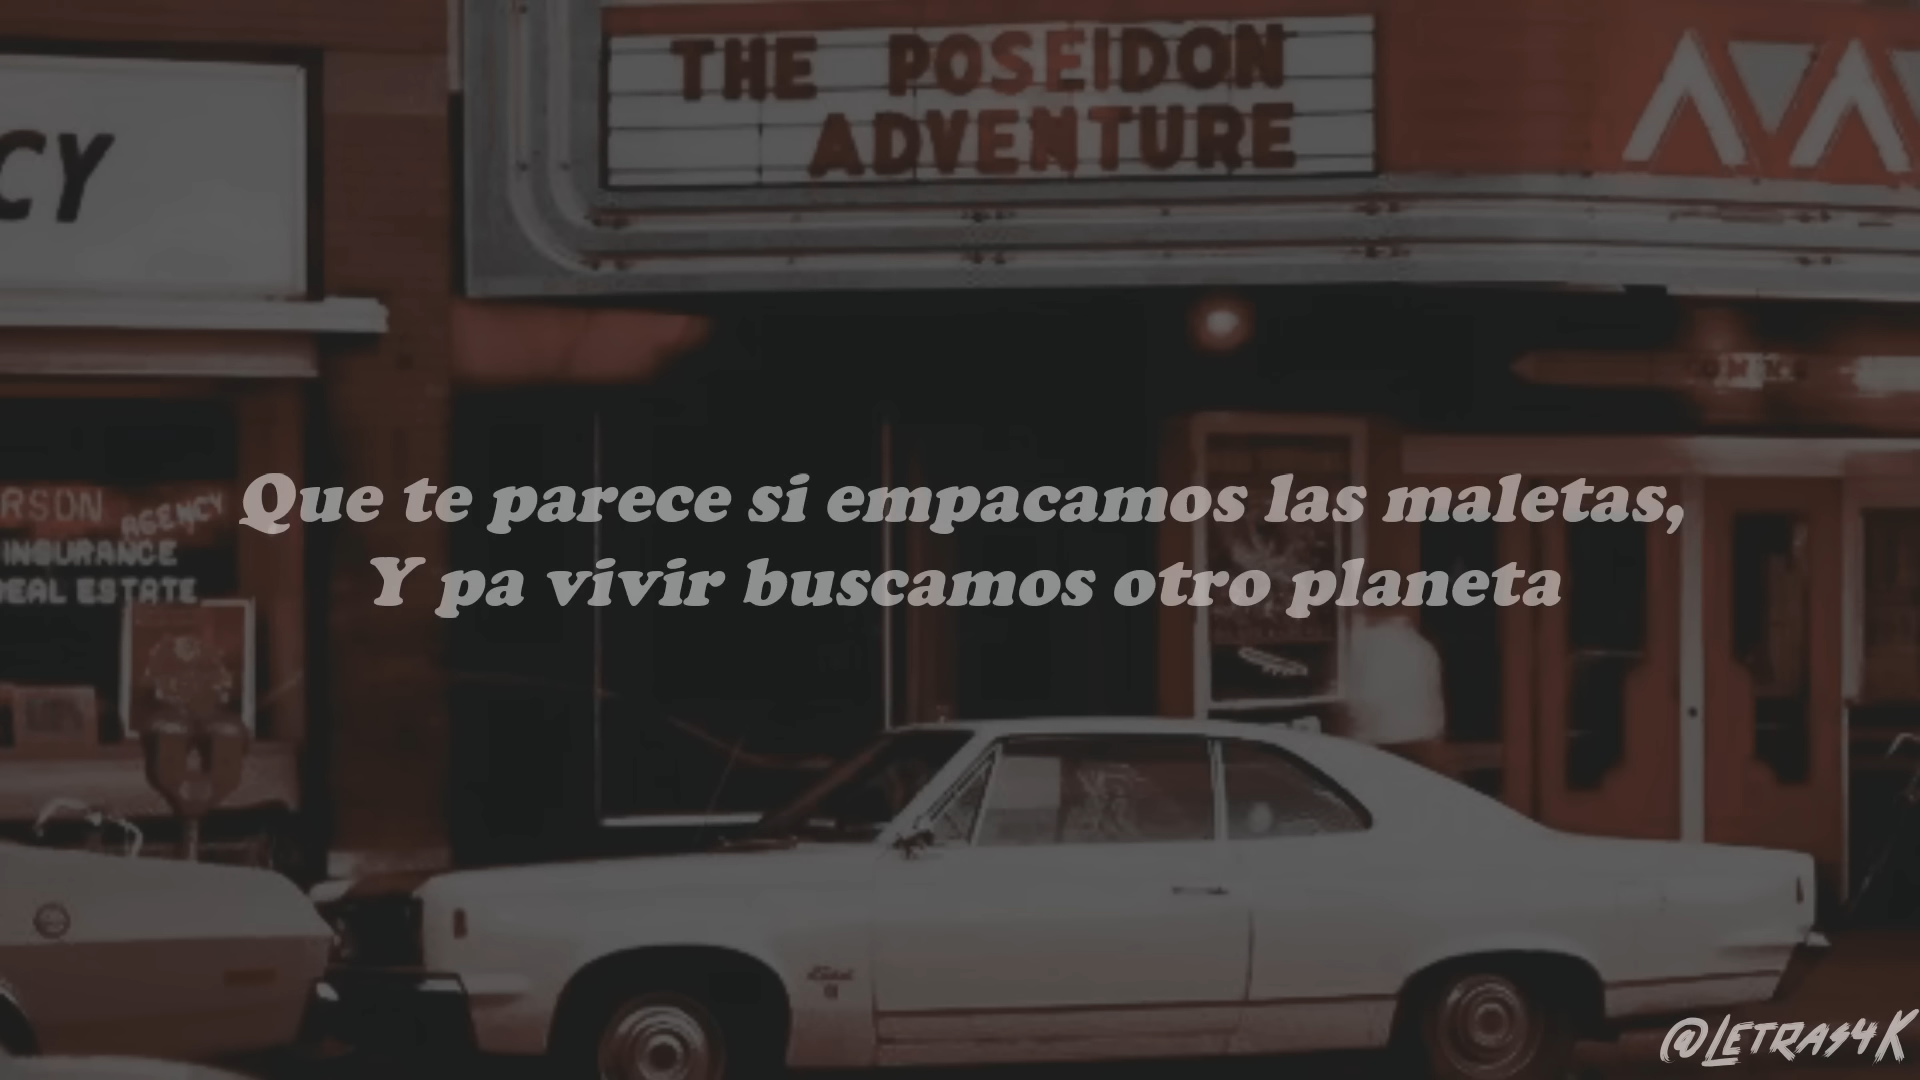 THE POSEIDON
ADVENTURE
CY
RSON
AGENCY
INSURANCE
REAL ESTATE
Que te parece si empacamos las maletas,
Y pa vivir buscamos otro planeta
@LETRAS4K